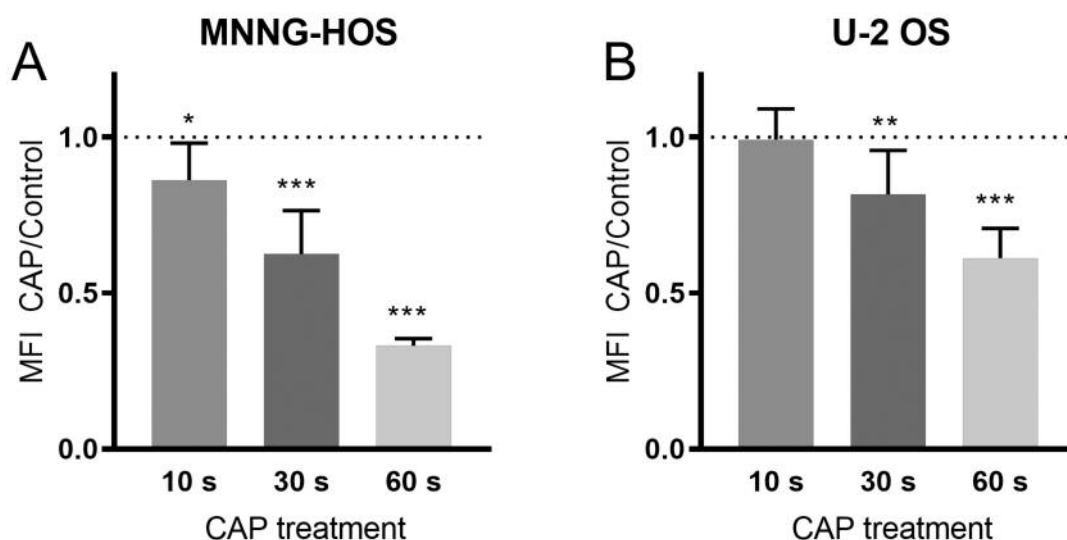 A
MNNG-HOS
MFI CAP/Control
1.0
0.5
0.0
*
***
***
10 s 30 s 60 s
CAP treatment
B
U-2 OS
MFI CAP/Control
1.0
0.5
0.0
**
***
10 s 30 s 60 s
CAP treatment